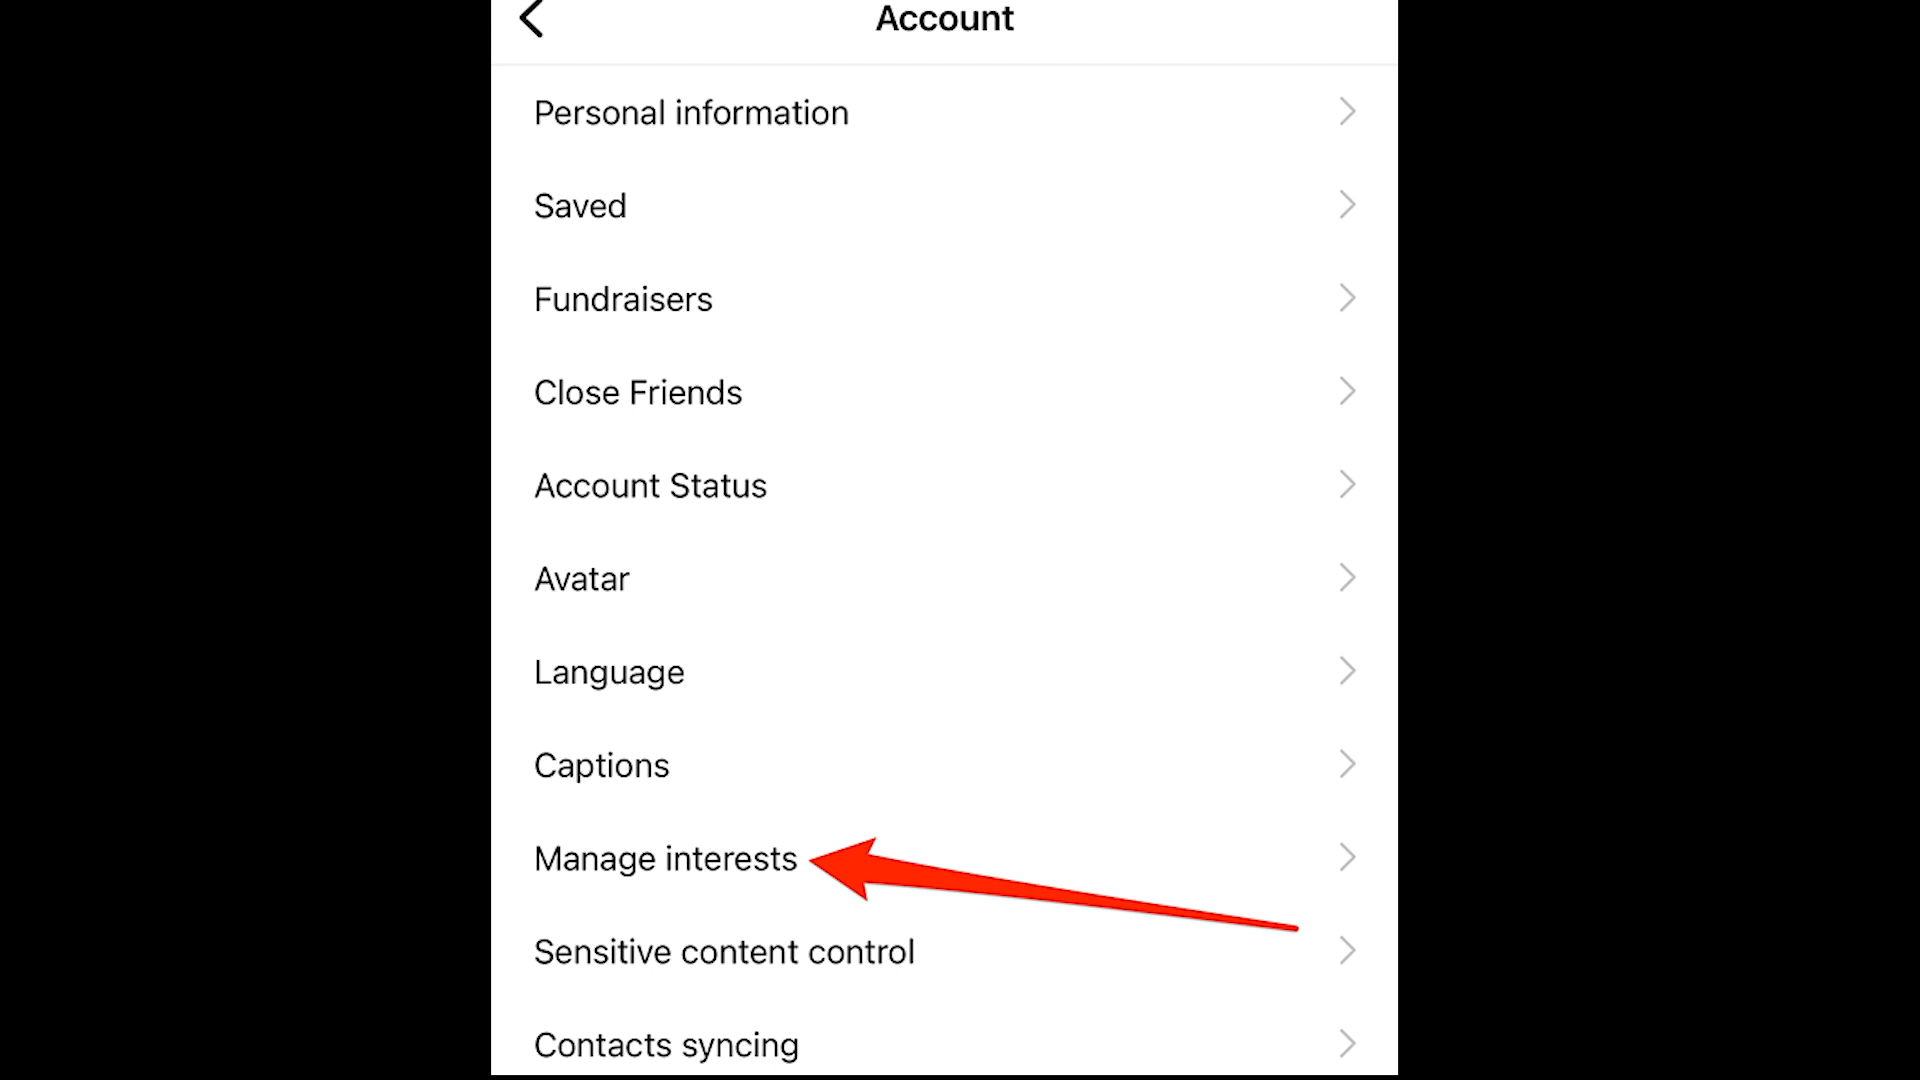 Account
Personal information
Saved
Fundraisers
Close Friends
Account Status
Avatar
Language
Captions
Manage interests
Sensitive content control
Contacts syncing